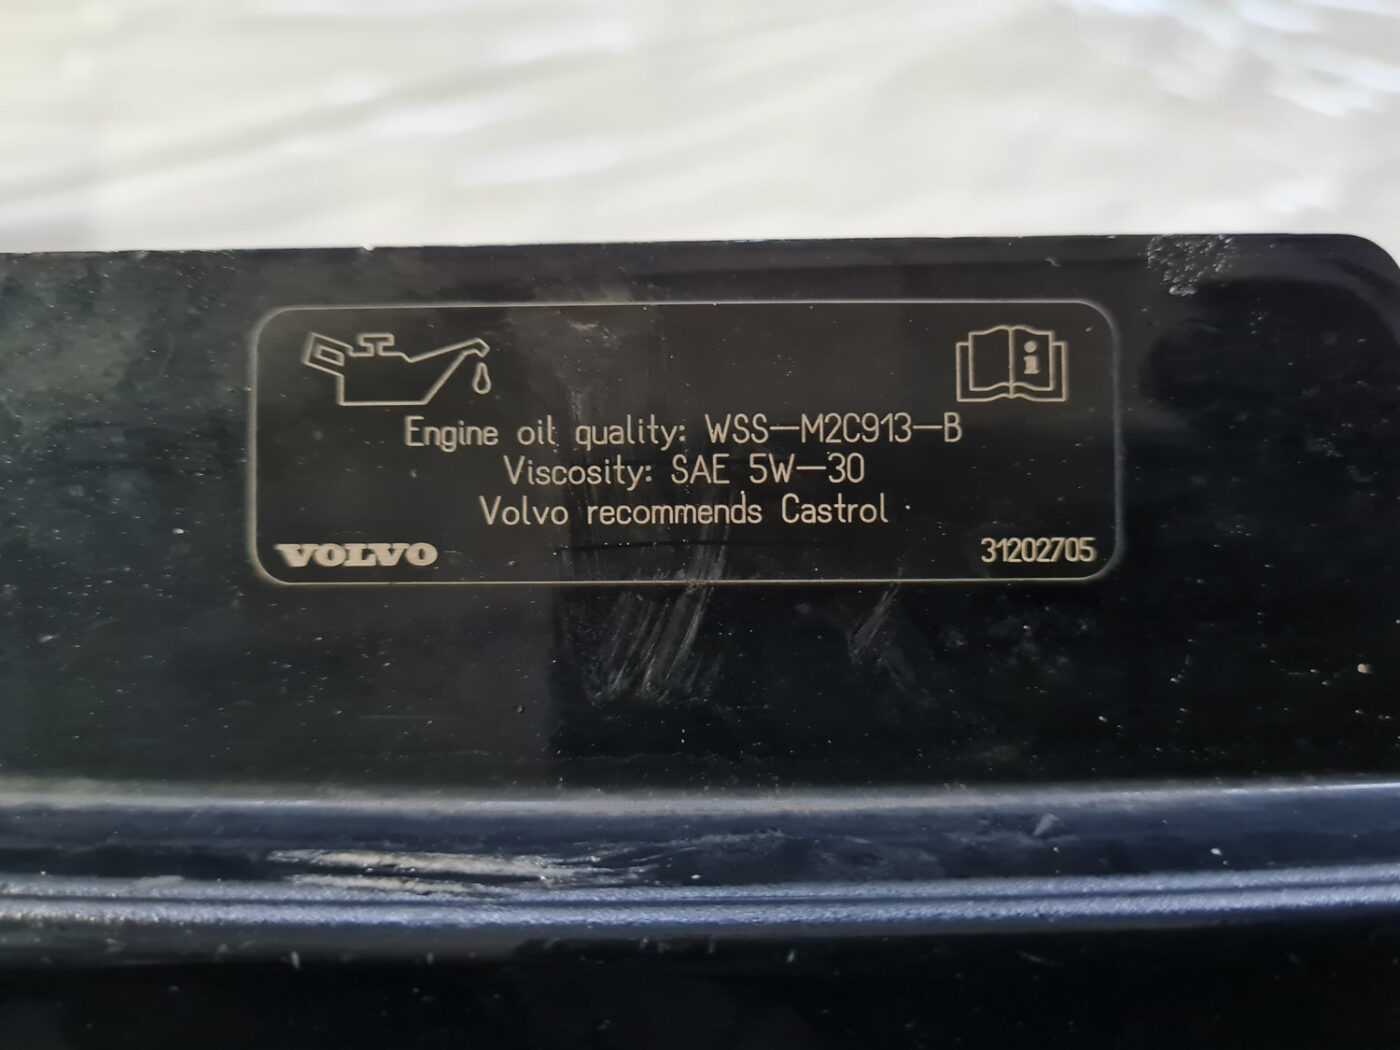 Engine oil quality: WSS-M2C913-B
Viscosity: SAE 5W-30
Volvo recommends Castrol
VOLVO
31202705